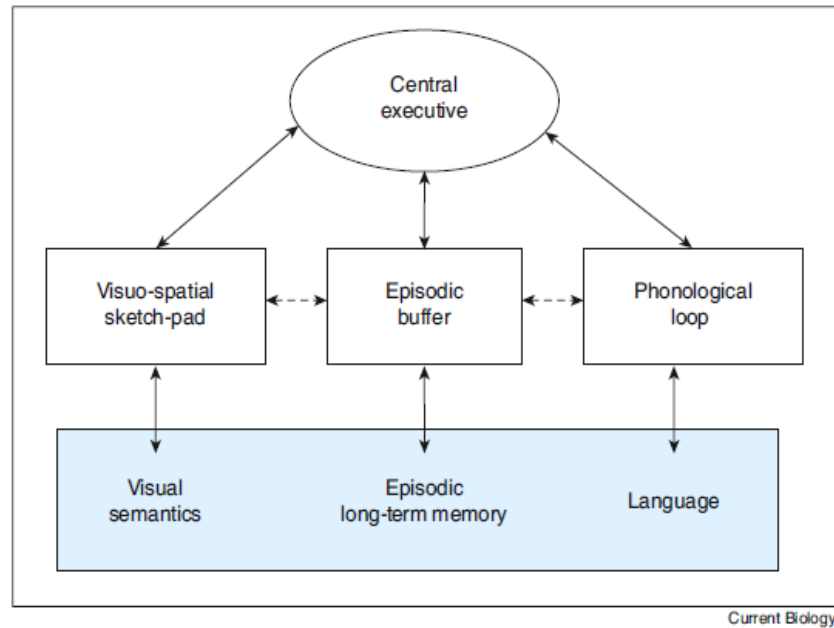 Central
executive
Visuo-spatial
sketch-pad
Episodic
buffer
Phonological
loop
Visual
semantics
Episodic
long-term memory
Language
Current Biology